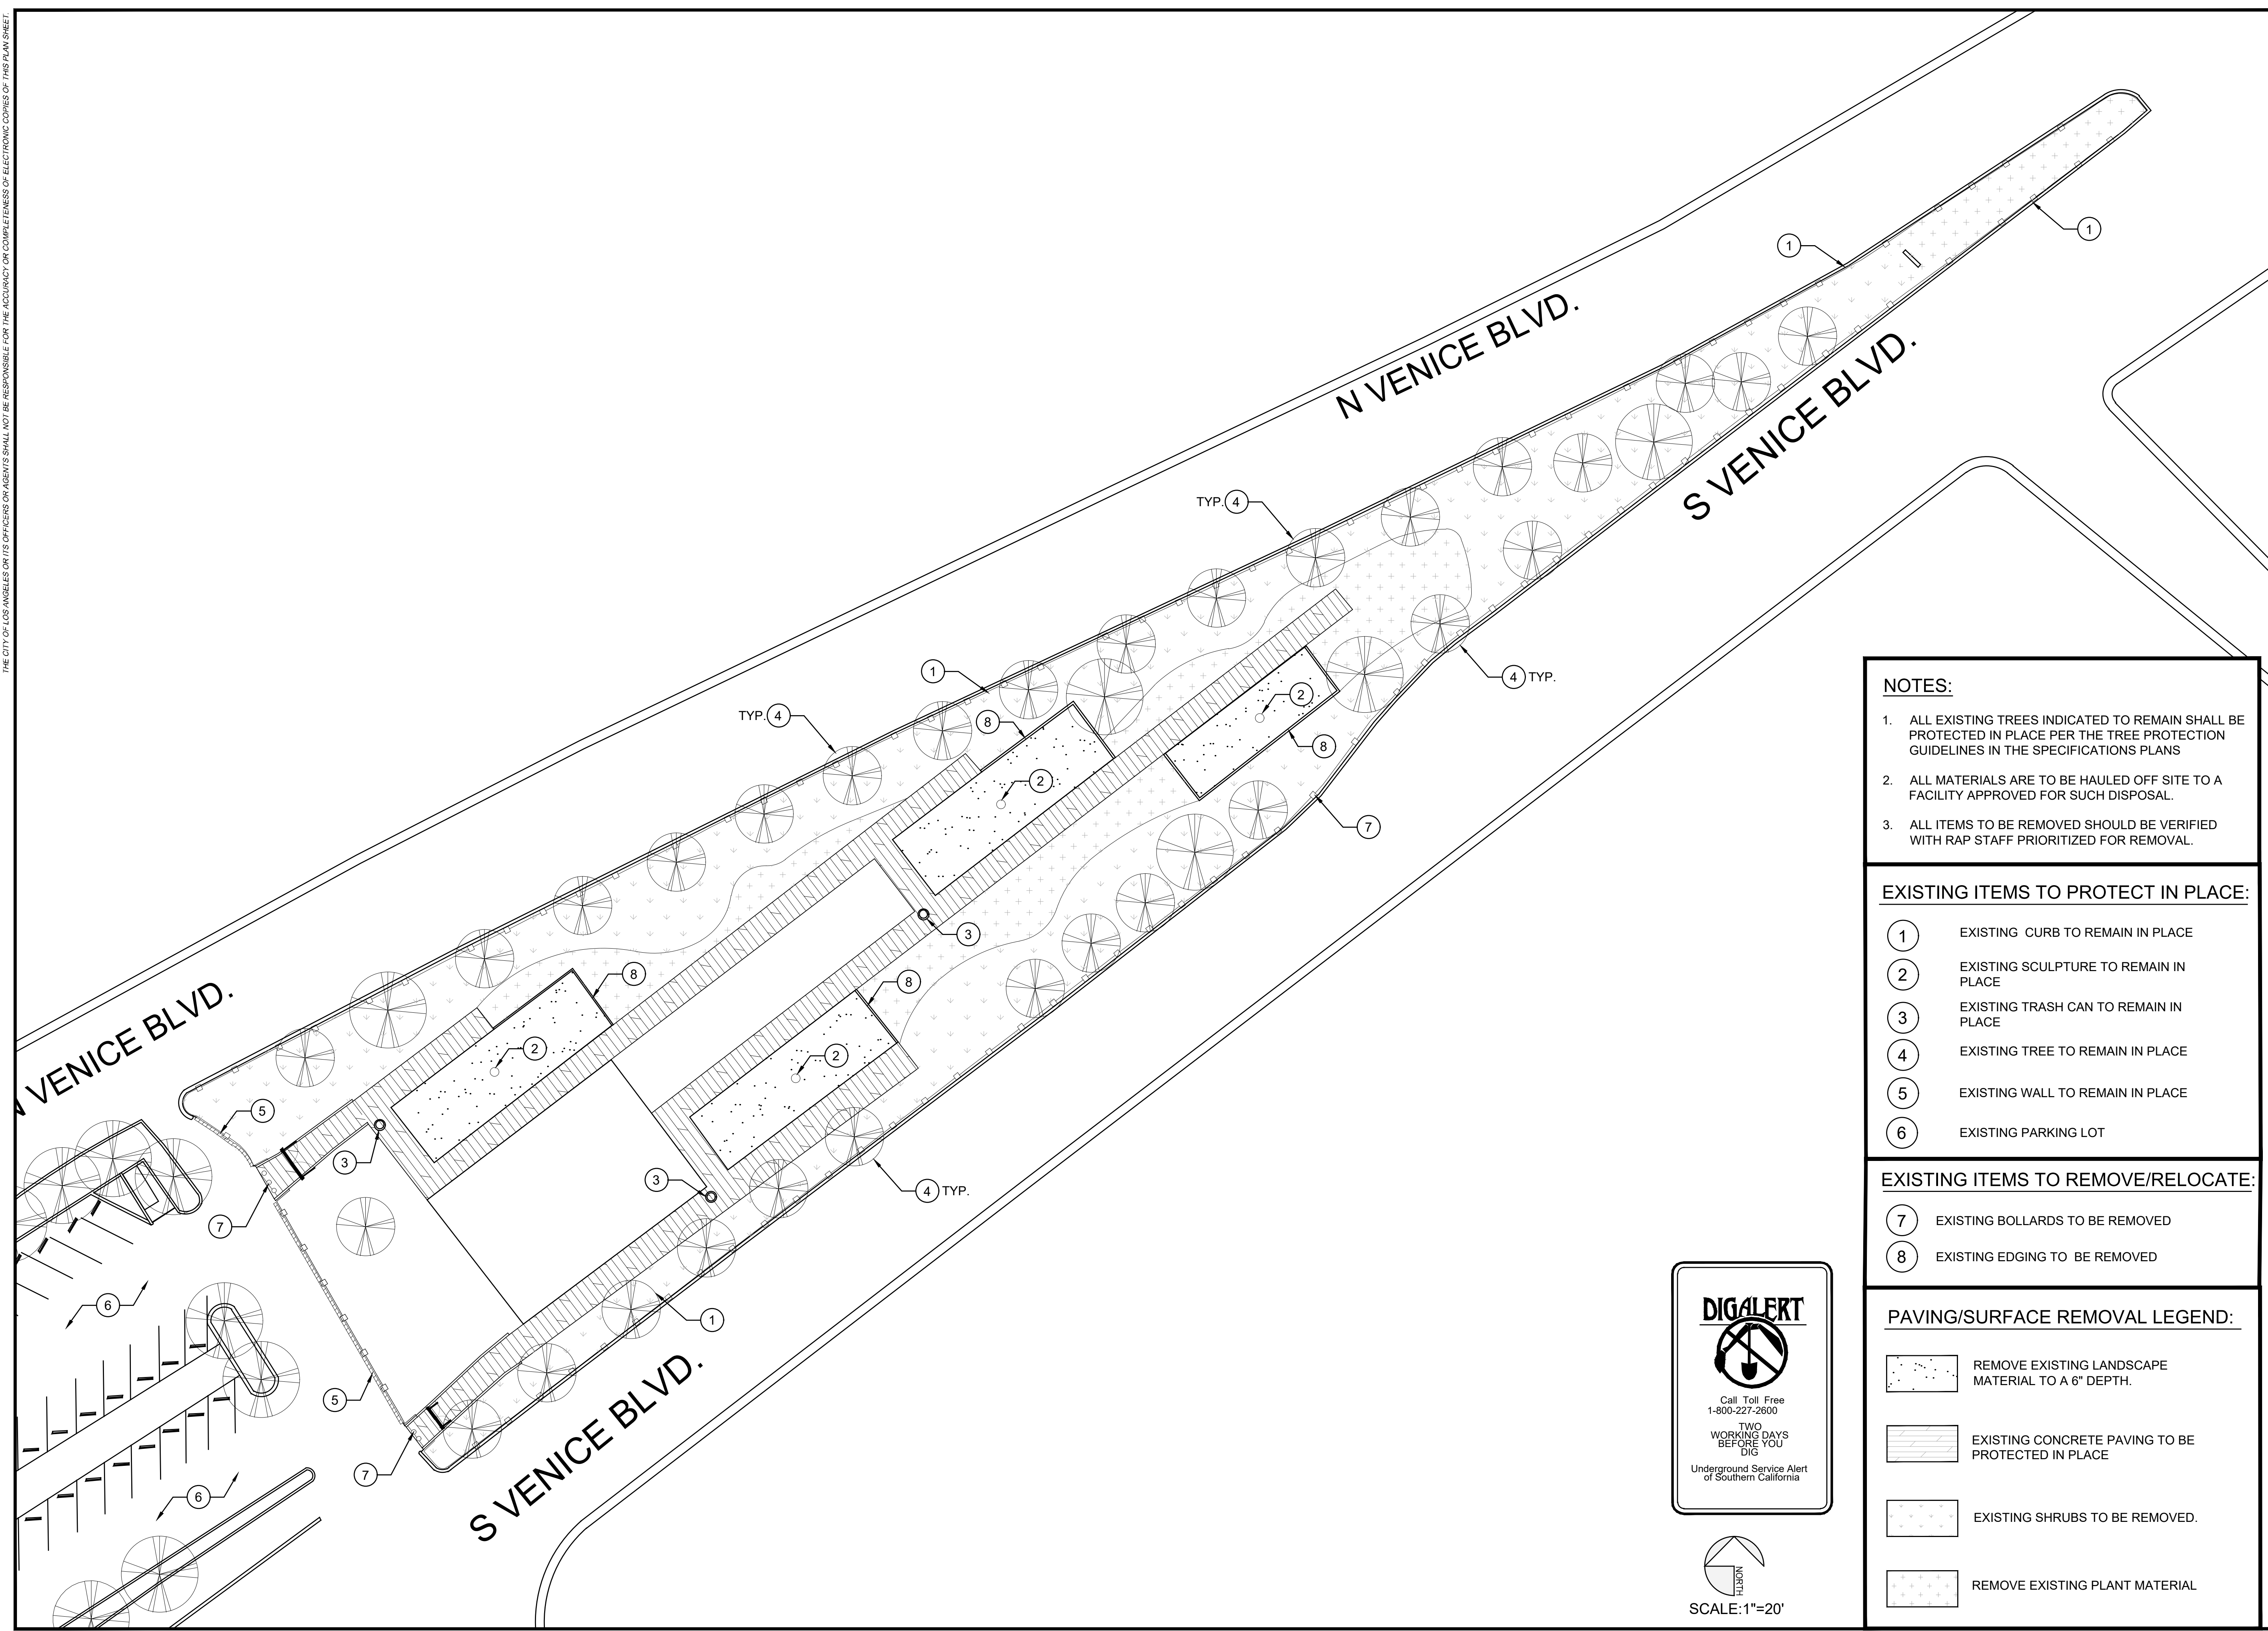 THE CITY OF LOS ANGELES OR ITS OFFICERS OR AGENTS SHALL NOT BE RESPONSIBLE FOR THE ACCURACY OR COMPLETENESS OF ELECTRONIC COPIES OF THIS PLAN SHEET.
1
1
N VENICE BLVD.
S VENICE BLVD.
TYP. 4
1
2
4 TYP.
TYP. 4
8
8
2
7
3
8
8
N VENICE BLVD.
2
2
5
3
3
4 TYP.
7
6
1
5
7
S VENICE BLVD.
6
NOTES:
1. ALL EXISTING TREES INDICATED TO REMAIN SHALL BE
PROTECTED IN PLACE PER THE TREE PROTECTION
GUIDELINES IN THE SPECIFICATIONS PLANS
2. ALL MATERIALS ARE TO BE HAULED OFF SITE TO A
FACILITY APPROVED FOR SUCH DISPOSAL.
3. ALL ITEMS TO BE REMOVED SHOULD BE VERIFIED
WITH RAP STAFF PRIORITIZED FOR REMOVAL.
EXISTING ITEMS TO PROTECT IN PLACE:
1 EXISTING CURB TO REMAIN IN PLACE
2 EXISTING SCULPTURE TO REMAIN IN
PLACE
3 EXISTING TRASH CAN TO REMAIN IN
PLACE
4 EXISTING TREE TO REMAIN IN PLACE
5 EXISTING WALL TO REMAIN IN PLACE
6 EXISTING PARKING LOT
EXISTING ITEMS TO REMOVE/RELOCATE:
7 EXISTING BOLLARDS TO BE REMOVED
8 EXISTING EDGING TO BE REMOVED
PAVING/SURFACE REMOVAL LEGEND:
REMOVE EXISTING LANDSCAPE
MATERIAL TO A 6" DEPTH.
EXISTING CONCRETE PAVING TO BE
PROTECTED IN PLACE
EXISTING SHRUBS TO BE REMOVED.
REMOVE EXISTING PLANT MATERIAL
DIGALERT
Call Toll Free
1-800-227-2600
TWO
WORKING DAYS
BEFORE YOU
DIG
Underground Service Alert
of Southern California
NORTH
SCALE:1"=20'